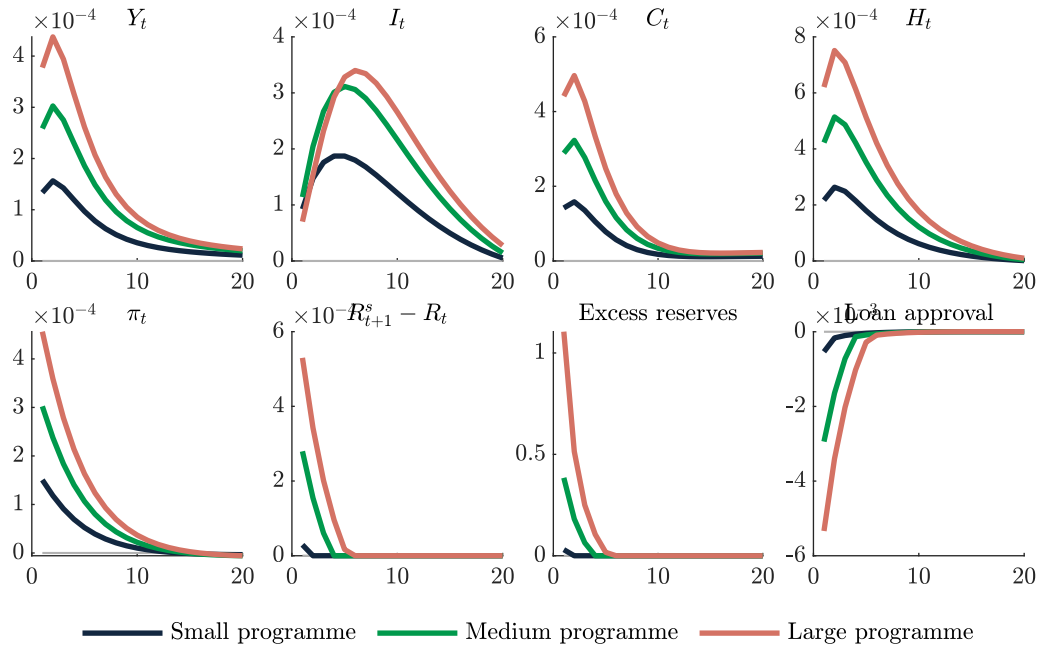 ×10⁻⁴ Yₜ ×10⁻⁴ Iₜ ×10⁻⁴ Cₜ ×10⁻⁴ Hₜ
4 4 6 8
3 3 6
2 2 4 4
1 1 2 2
0 0 0 0
0 10 20 0 10 20 0 10 20 0 10 20
×10⁻⁴ πₜ ×10⁻⁴ Rˢₜ₊₁ − Rₜ Excess reserves ×10⁻³ Loan approval
4 6 1 0
3 4 -2
2 0.5 -4
1 2
0 0 0 -6
0 10 20 0 10 20 0 10 20 0 10 20
Small programme Medium programme Large programme